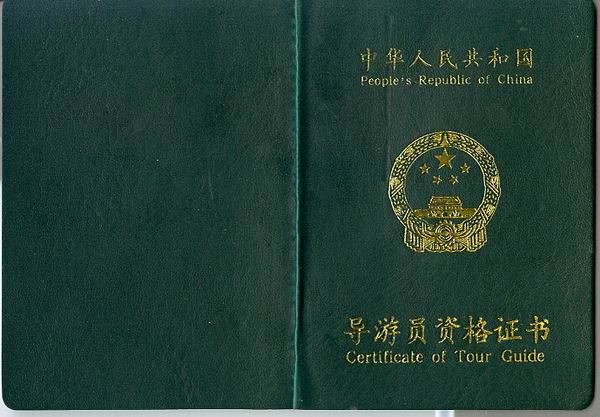 中华人民共和国
People's Republic of China
导游员资格证书
Certificate of Tour Guide